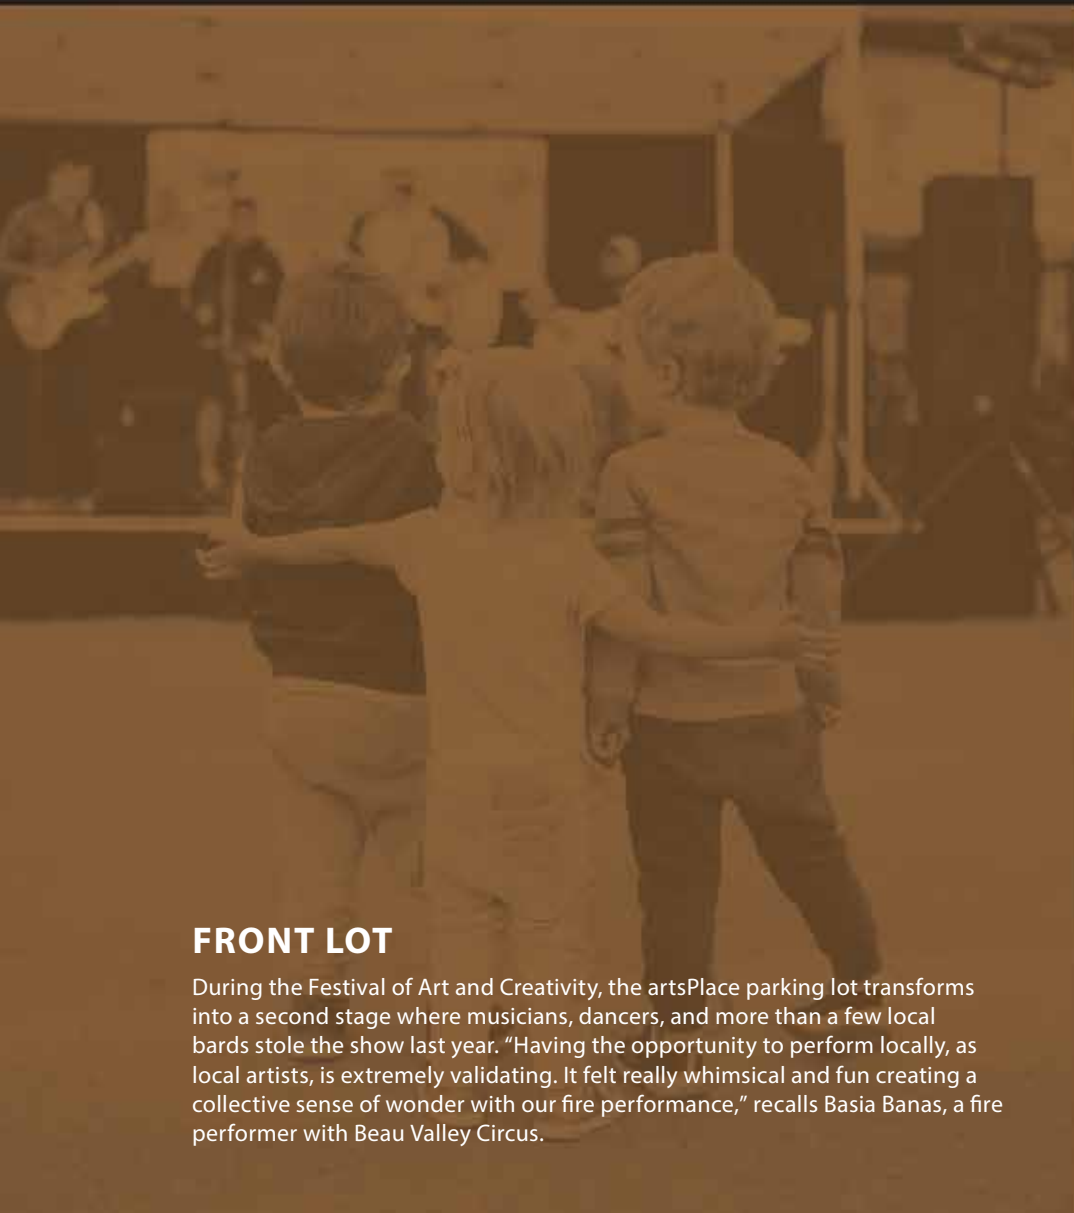 FRONT LOT
During the Festival of Art and Creativity, the artsPlace parking lot transforms
into a second stage where musicians, dancers, and more than a few local
bards stole the show last year. “Having the opportunity to perform locally, as
local artists, is extremely validating. It felt really whimsical and fun creating a
collective sense of wonder with our fire performance,” recalls Basia Banas, a fire
performer with Beau Valley Circus.